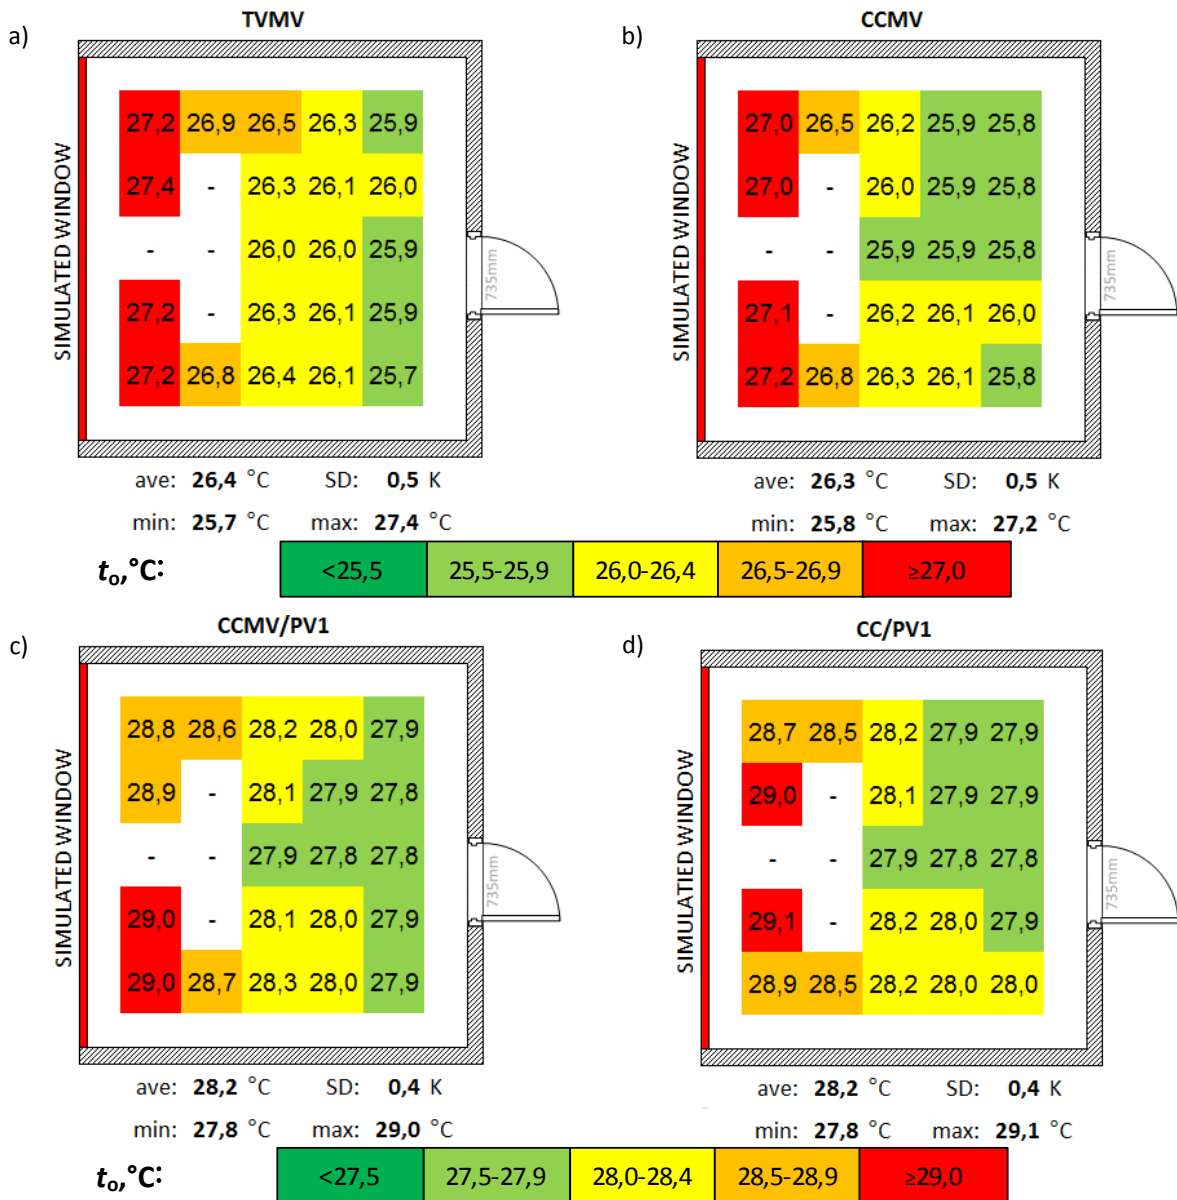 a)
TVMV
SIMULATED WINDOW
27,2 26,9 26,5 26,3 25,9
27,4 - 26,3 26,1 26,0
- - 26,0 26,0 25,9
27,2 - 26,3 26,1 25,9
27,2 26,8 26,4 26,1 25,7
735mm
ave: 26,4 °C SD: 0,5 K
min: 25,7 °C max: 27,4 °C
b)
CCMV
SIMULATED WINDOW
27,0 26,5 26,2 25,9 25,8
27,0 - 26,0 25,9 25,8
- - 25,9 25,9 25,8
27,1 - 26,2 26,1 26,0
27,2 26,8 26,3 26,1 25,8
735mm
ave: 26,3 °C SD: 0,5 K
min: 25,8 °C max: 27,2 °C
to,°C: <25,5 25,5-25,9 26,0-26,4 26,5-26,9 ≥27,0
c)
CCMV/PV1
SIMULATED WINDOW
28,8 28,6 28,2 28,0 27,9
28,9 - 28,1 27,9 27,8
- - 27,9 27,8 27,8
29,0 - 28,1 28,0 27,9
29,0 28,7 28,3 28,0 27,9
735mm
ave: 28,2 °C SD: 0,4 K
min: 27,8 °C max: 29,0 °C
d)
CC/PV1
SIMULATIED WINDOW
28,7 28,5 28,2 27,9 27,9
29,0 - 28,1 27,9 27,9
- - 27,9 27,8 27,8
29,1 - 28,2 28,0 27,9
28,9 28,5 28,2 28,0 28,0
735mm
ave: 28,2 °C SD: 0,4 K
min: 27,8 °C max: 29,1 °C
to,°C: <27,5 27,5-27,9 28,0-28,4 28,5-28,9 ≥29,0